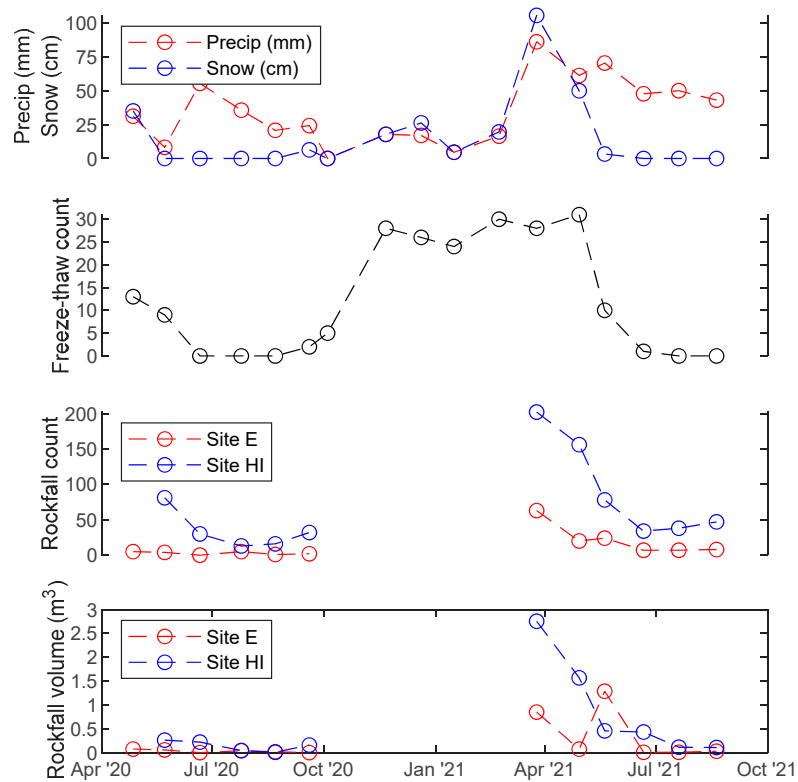 Precip (mm)
Snow (cm)
100
75
50
25
0
Precip (mm)
Snow (cm)
Freeze-thaw count
30
25
20
15
10
5
0
Rockfall count
200
150
100
50
0
Site E
Site HI
Rockfall volume (m³)
3
2.5
2
1.5
1
0.5
0
Site E
Site HI
Apr '20 Jul '20 Oct '20 Jan '21 Apr '21 Jul '21 Oct '21